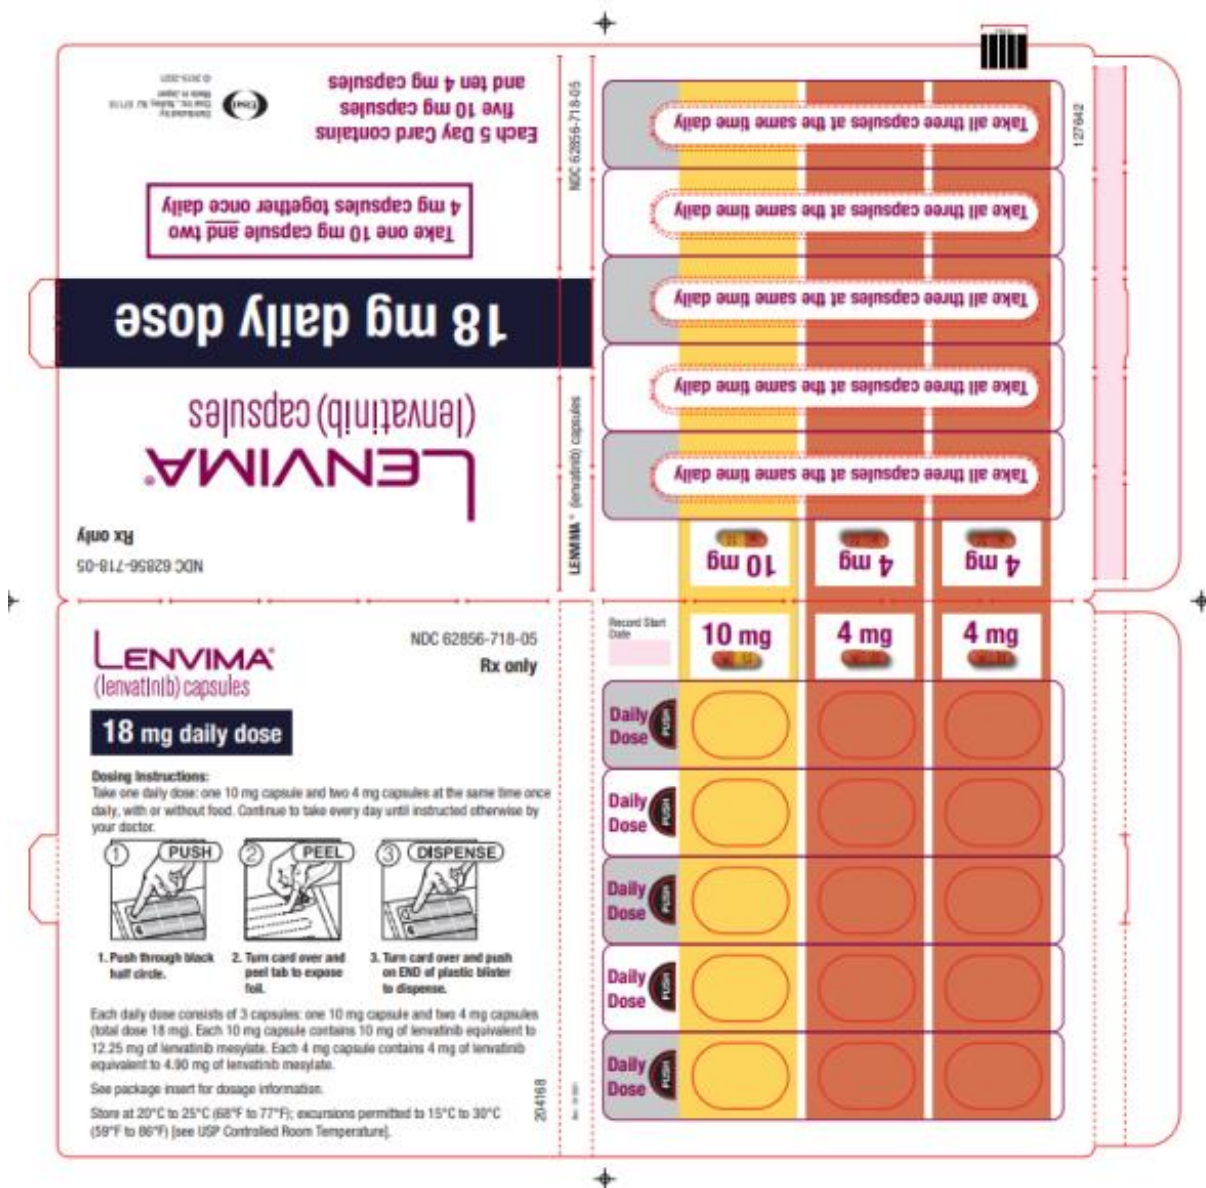 Distributed by:
Eisai Inc., Nutley, NJ 07110
Made in Japan
© 2015-2021
Eisai
Each 5 Day Card contains
five 10 mg capsules
and ten 4 mg capsules
Take one 10 mg capsule and two
4 mg capsules together once daily
18 mg daily dose
LENVIMA®
(lenvatinib) capsules
Rx only
NDC 62856-718-05
NDC 62856-718-05
LENVIMA® (lenvatinib) capsules
127642
Take all three capsules at the same time daily
Take all three capsules at the same time daily
Take all three capsules at the same time daily
Take all three capsules at the same time daily
Take all three capsules at the same time daily
10 mg
4 mg
4 mg
LENVIMA®
(lenvatinib) capsules
NDC 62856-718-05
Rx only
18 mg daily dose
Dosing Instructions:
Take one daily dose: one 10 mg capsule and two 4 mg capsules at the same time once
daily, with or without food. Continue to take every day until instructed otherwise by
your doctor.
1 PUSH
2 PEEL
3 DISPENSE
1. Push through black
half circle.
2. Turn card over and
peel tab to expose
foil.
3. Turn card over and push
on END of plastic blister
to dispense.
Each daily dose consists of 3 capsules: one 10 mg capsule and two 4 mg capsules
(total dose 18 mg). Each 10 mg capsule contains 10 mg of lenvatinib equivalent to
12.25 mg of lenvatinib mesylate. Each 4 mg capsule contains 4 mg of lenvatinib
equivalent to 4.90 mg of lenvatinib mesylate.
See package insert for dosage information.
Store at 20°C to 25°C (68°F to 77°F); excursions permitted to 15°C to 30°C
(59°F to 86°F) [see USP Controlled Room Temperature].
204168
Record Start
Date
10 mg
4 mg
4 mg
Daily
Dose
PUSH
Daily
Dose
PUSH
Daily
Dose
PUSH
Daily
Dose
PUSH
Daily
Dose
PUSH